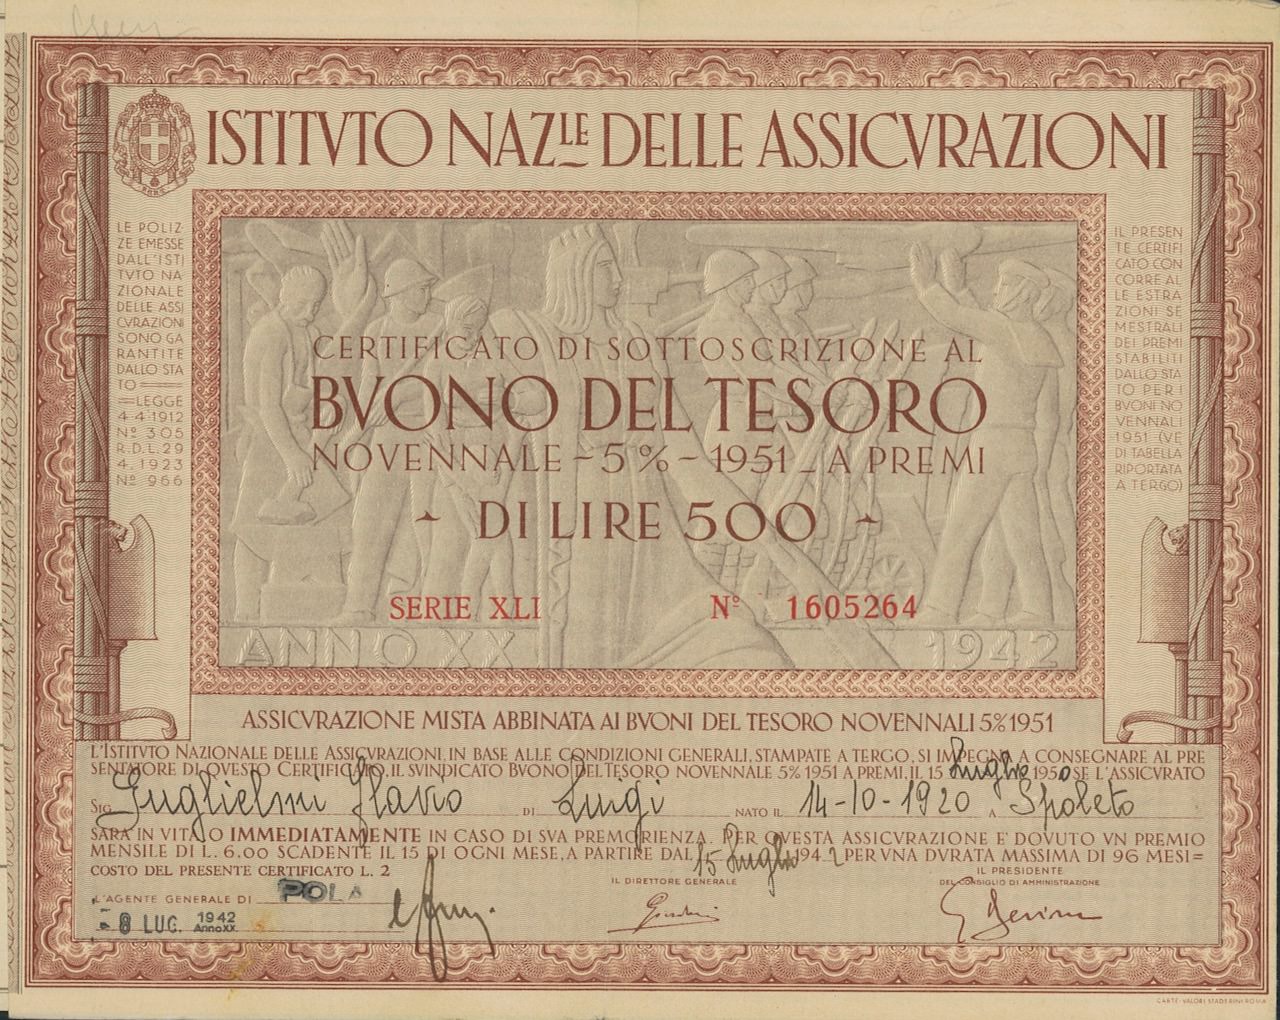 ISTITVTO NAZLE DELLE ASSICVRAZIONI
LE POLIZ
ZE EMESSE
DALL'ISTI
TVTO NA
ZIONALE
DELLE ASSI
CVRAZIONI
SONO GA
RANTITE
DALLO STA
TO
LEGGE
4-4-1912
Nº 305
R.D.L. 29
4.1923
Nº 966
CERTIFICATO DI SOTTOSCRIZIONE AL
BVONO DEL TESORO
NOVENNALE - 5% - 1951 - A PREMI
DI LIRE 500
SERIE XLI Nº 1605264
ANNO XX 1942
IL PRESEN
TE CERTIFI
CATO CON
CORRE AL
LE ESTRA
ZIONI SE
MESTRALI
DEI PREMI
STABILITI
DALLO STA
TO PER I
BVONI NO
VENNALI
1951 (VE
DI TABELLA
RIPORTATA
A TERGO)
ASSICVRAZIONE MISTA ABBINATA AI BVONI DEL TESORO NOVENNALI 5% 1951
L'ISTITVTO NAZIONALE DELLE ASSICVRAZIONI, IN BASE ALLE CONDIZIONI GENERALI, STAMPATE A TERGO, SI IMPEGNA A CONSEGNARE AL PRE
SENTATORE DI QVESTO CERTIFICATO, IL SVINDICATO BVONO DEL TESORO NOVENNALE 5% 1951 A PREMI, IL 15 Luglio 1950 SE L'ASSICVRATO
SIG. Guglielmi Flavio DI Luigi NATO IL 14-10-1920 A Spoleto
SARÀ IN VITA, O IMMEDIATAMENTE IN CASO DI SVA PREMORIENZA. PER QVESTA ASSICVRAZIONE E' DOVUTO VN PREMIO
MENSILE DI L. 6.00 SCADENTE IL 15 DI OGNI MESE, A PARTIRE DAL 15 Luglio 1942 PER VNA DVRATA MASSIMA DI 96 MESI=
COSTO DEL PRESENTE CERTIFICATO L. 2
L'AGENTE GENERALE DI POLA
8 LUG. 1942
Anno XX
IL DIRETTORE GENERALE
IL PRESIDENTE
DEL CONSIGLIO DI AMMINISTRAZIONE
CARTE-VALORI STADERINI ROMA